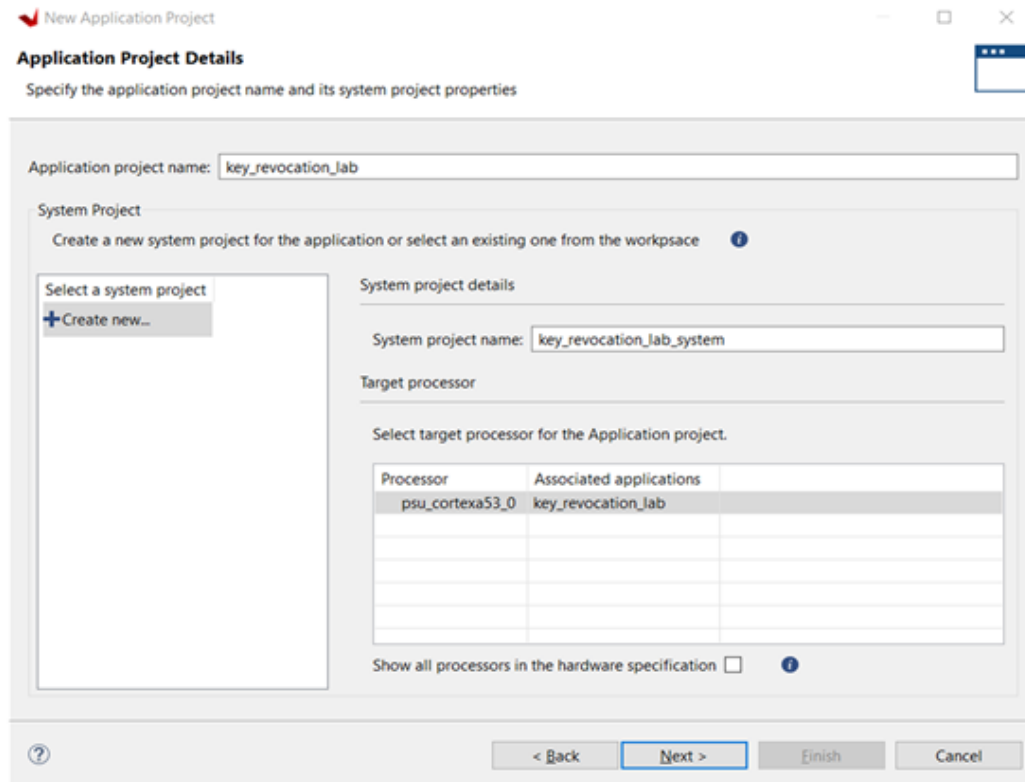 New Application Project
Application Project Details
Specify the application project name and its system project properties
Application project name: key_revocation_lab
System Project
Create a new system project for the application or select an existing one from the workpsace
Select a system project
Create new...
System project details
System project name: key_revocation_lab_system
Target processor
Select target processor for the Application project.
Processor Associated applications
psu_cortexa53_0 key_revocation_lab
Show all processors in the hardware specification
< Back Next > Finish Cancel